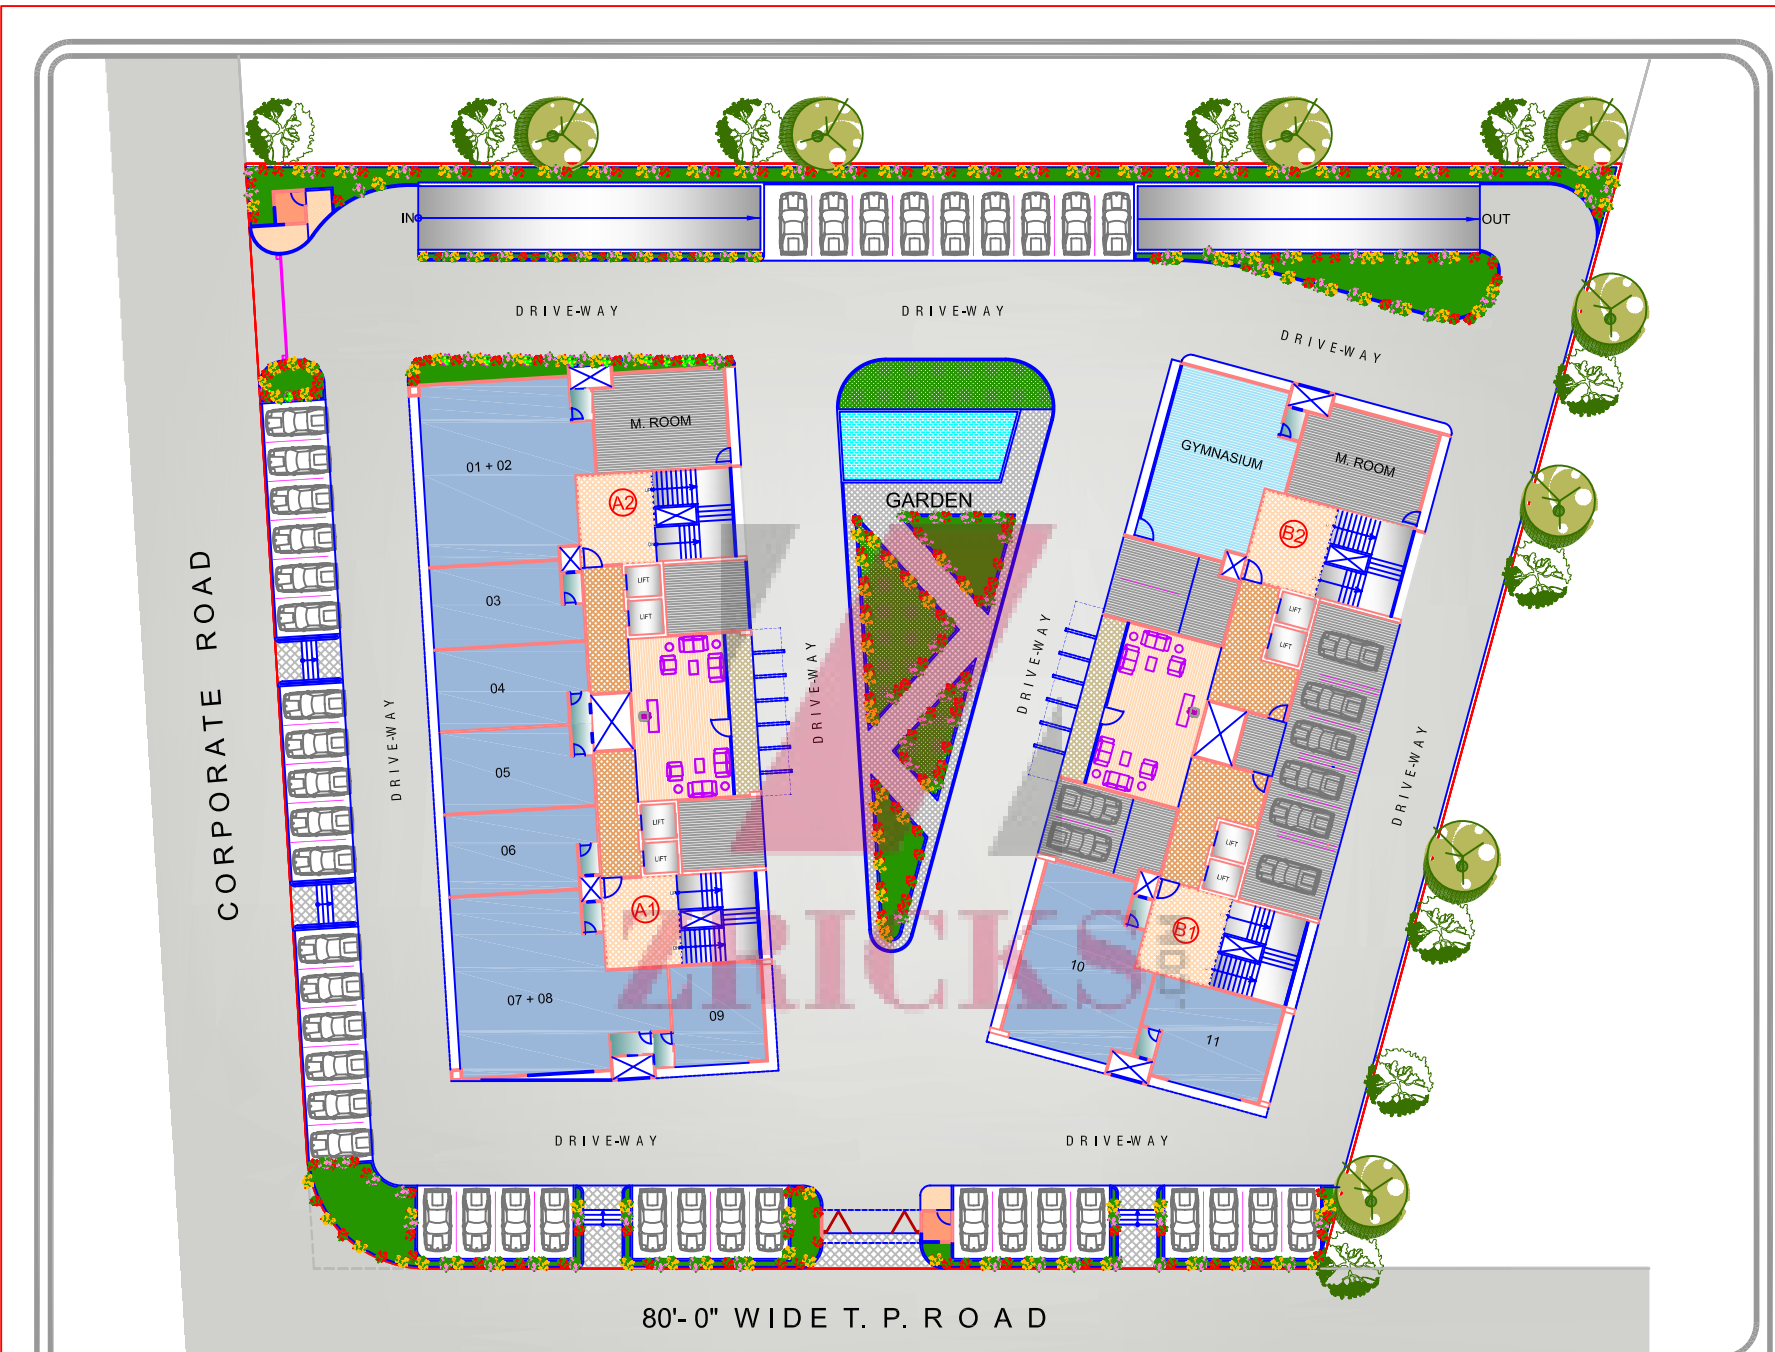 IN
OUT
DRIVE-WAY
DRIVE-WAY
DRIVE-WAY
M. ROOM
01 + 02
A2
GYMNASIUM
M. ROOM
B2
GARDEN
LIFT
LIFT
03
04
05
06
LIFT
LIFT
A1
07 + 08
09
LIFT
LIFT
LIFT
LIFT
B1
10
11
CORPORATE ROAD
DRIVE-WAY
DRIVE-WAY
DRIVE-WAY
DRIVE-WAY
ZRICKS
DRIVE-WAY
DRIVE-WAY
80'-0" WIDE T. P. ROAD